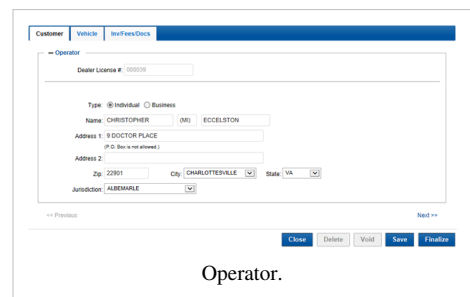 Customer Vehicle Inv/Fees/Docs
Operator
Dealer License #: 000039
Type: Individual Business
Name: CHRISTOPHER (MI) ECCELSTON
Address 1: 9 DOCTOR PLACE
(P.O. Box is not allowed.)
Address 2:
Zip: 22901 City: CHARLOTTESVILLE State: VA
Jurisdiction: ALBEMARLE
<< Previous Next >>
Close Delete Void Save Finalize
Operator.